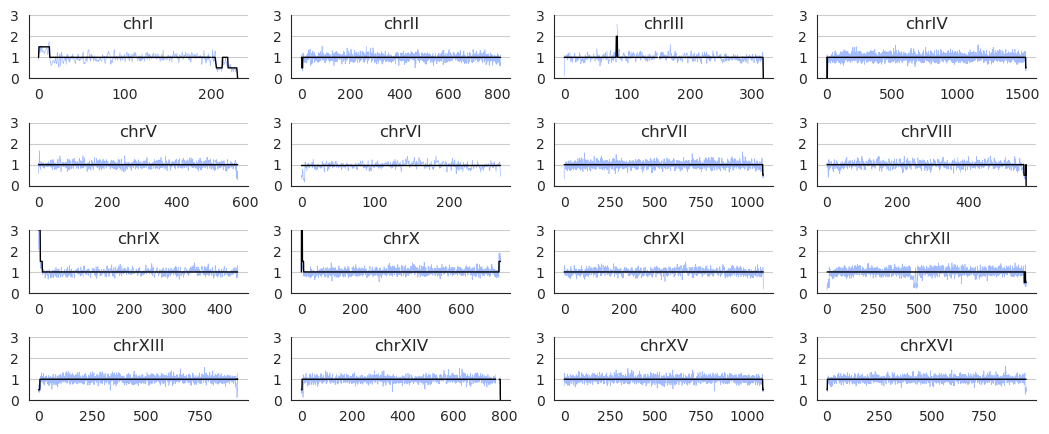 3 chrI
2
1
0
0 100 200
3 chrII
2
1
0
0 200 400 600 800
3 chrIII
2
1
0
0 100 200 300
3 chrIV
2
1
0
0 500 1000 1500
3 chrV
2
1
0
0 200 400 600
3 chrVI
2
1
0
0 100 200
3 chrVII
2
1
0
0 250 500 750 1000
3 chrVIII
2
1
0
0 200 400
3 chrIX
2
1
0
0 100 200 300 400
3 chrX
2
1
0
0 200 400 600
3 chrXI
2
1
0
0 200 400 600
3 chrXII
2
1
0
0 250 500 750 1000
3 chrXIII
2
1
0
0 250 500 750
3 chrXIV
2
1
0
0 200 400 600 800
3 chrXV
2
1
0
0 250 500 750 1000
3 chrXVI
2
1
0
0 250 500 750